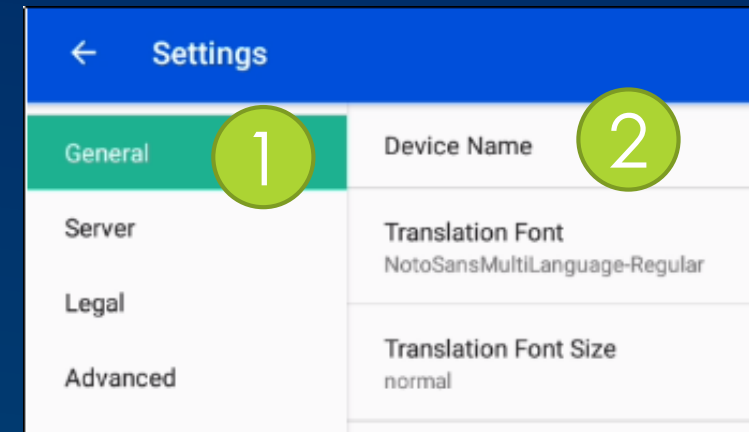 ← Settings
General
1
Server
Legal
Advanced
Device Name
2
Translation Font
NotoSansMultiLanguage-Regular
Translation Font Size
normal